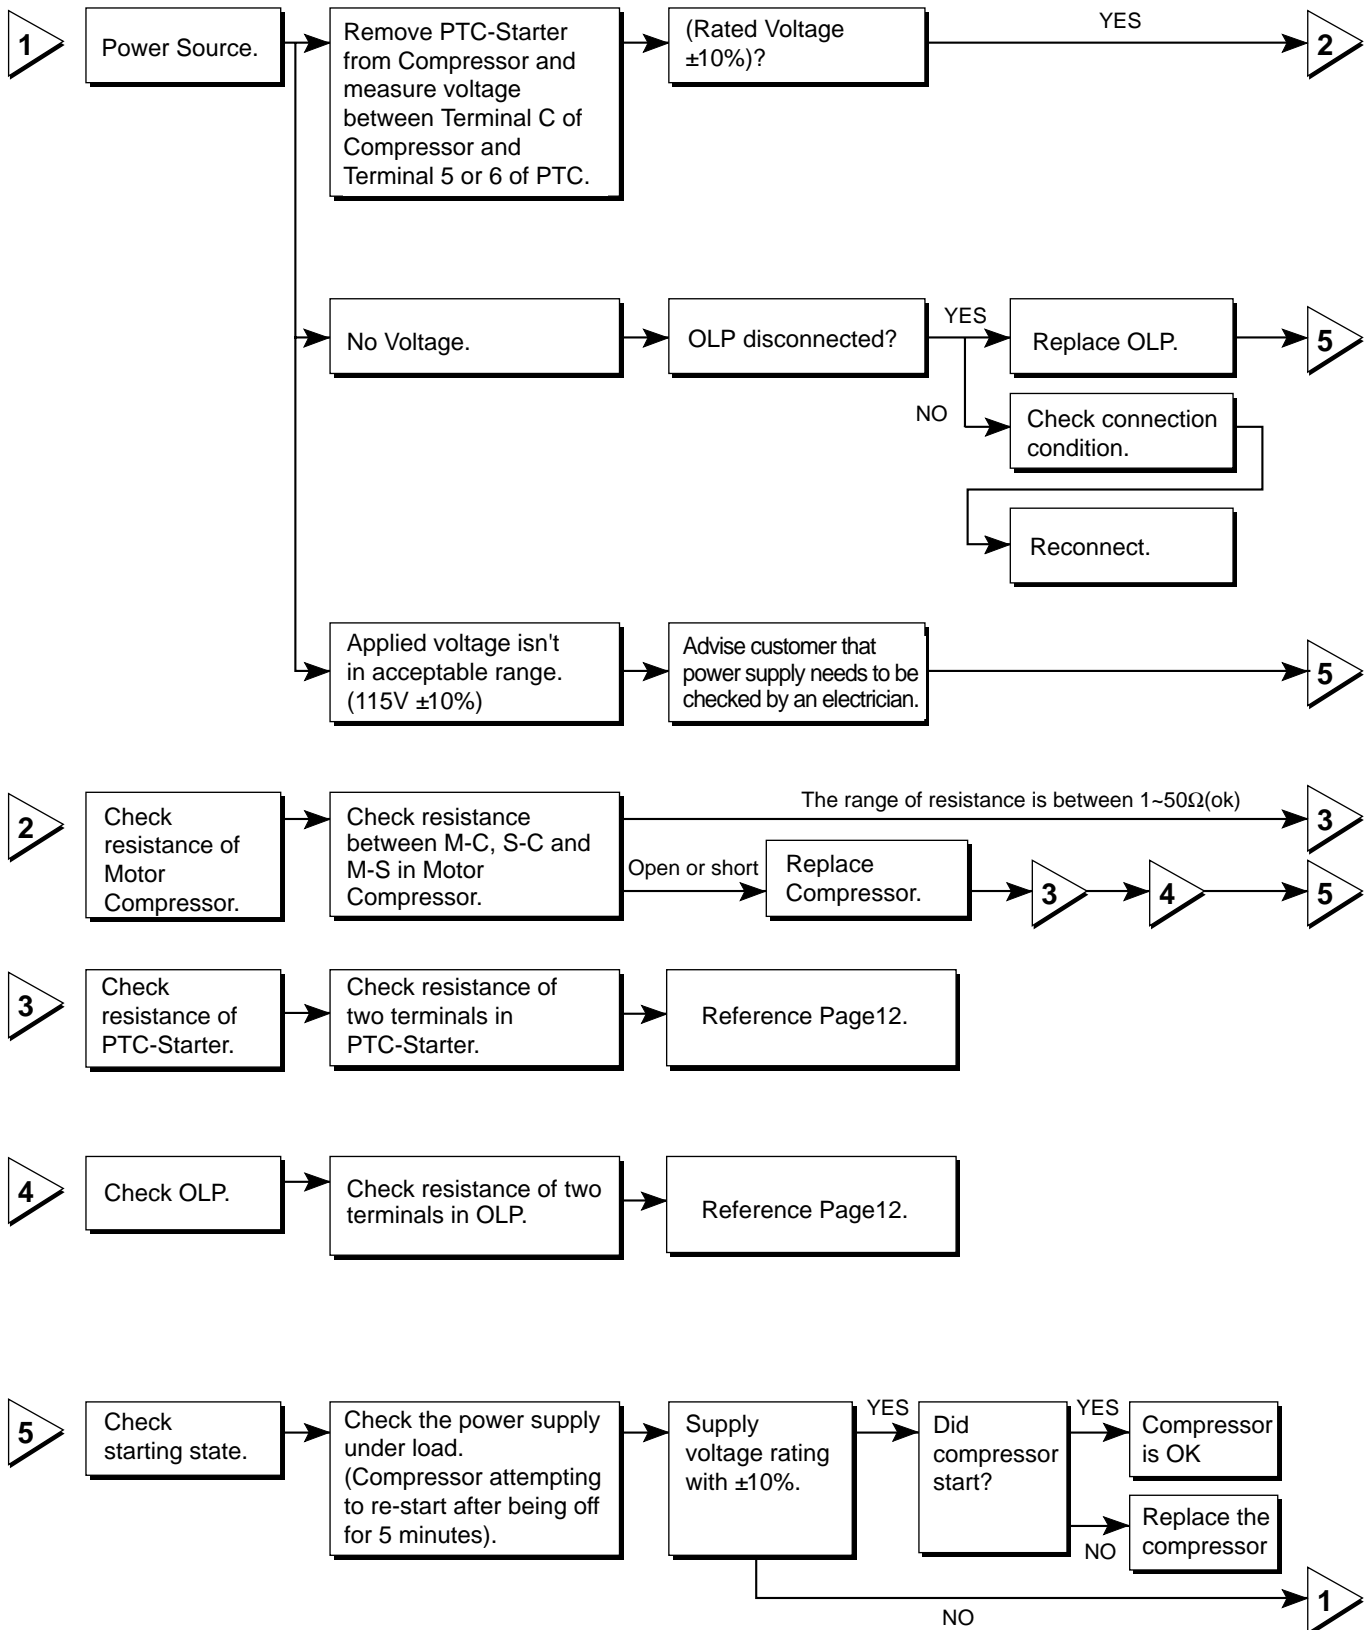 1
Power Source.
Remove PTC-Starter
from Compressor and
measure voltage
between Terminal C of
Compressor and
Terminal 5 or 6 of PTC.
(Rated Voltage
±10%)?
YES
2
No Voltage.
OLP disconnected?
YES
Replace OLP.
5
NO
Check connection
condition.
Reconnect.
Applied voltage isn't
in acceptable range.
(115V ±10%)
Advise customer that
power supply needs to be
checked by an electrician.
5
2
Check
resistance of
Motor
Compressor.
Check resistance
between M-C, S-C and
M-S in Motor
Compressor.
The range of resistance is between 1~50Ω(ok)
3
Open or short
Replace
Compressor.
3
4
5
3
Check
resistance of
PTC-Starter.
Check resistance of
two terminals in
PTC-Starter.
Reference Page12.
4
Check OLP.
Check resistance of two
terminals in OLP.
Reference Page12.
5
Check
starting state.
Check the power supply
under load.
(Compressor attempting
to re-start after being off
for 5 minutes).
Supply
voltage rating
with ±10%.
YES
Did
compressor
start?
YES
Compressor
is OK
NO
Replace the
compressor
NO
1